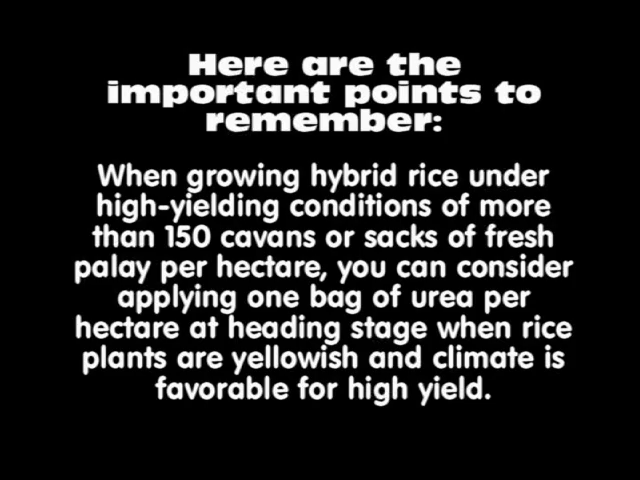 Here are the
important points to
remember:
When growing hybrid rice under
high-yielding conditions of more
than 150 cavans or sacks of fresh
palay per hectare, you can consider
applying one bag of urea per
hectare at heading stage when rice
plants are yellowish and climate is
favorable for high yield.